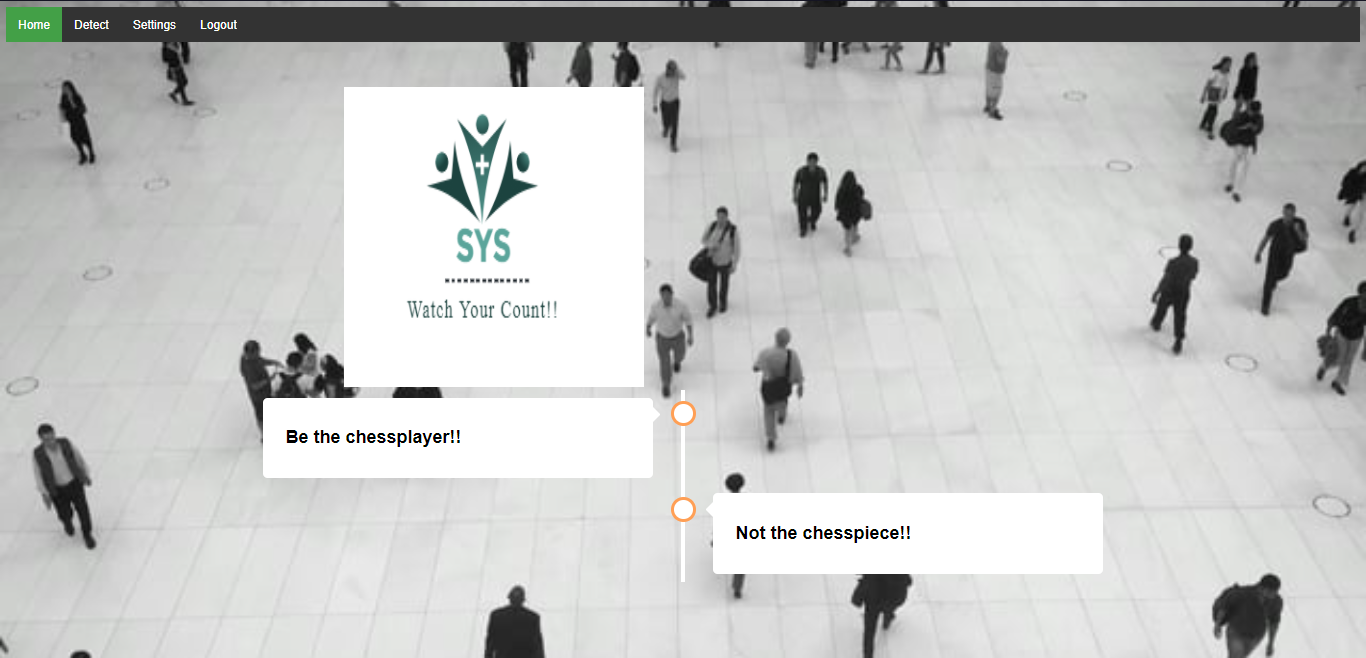 Home Detect Settings Logout
SYS
Watch Your Count!!
Be the chessplayer!!
Not the chesspiece!!